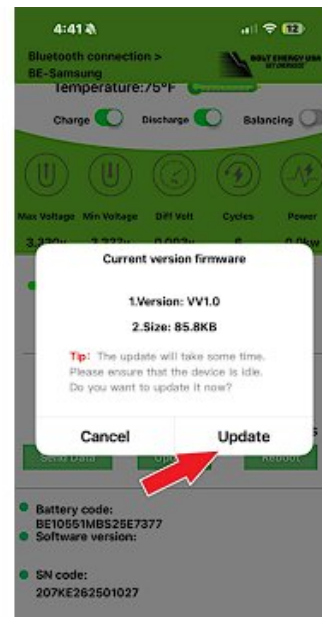 4:41
12
Bluetooth connection >
BE-Samsung
BOLT ENERGY USA
Temperature:75°F
Charge
Discharge
Balancing
Max Voltage
Min Voltage
Diff Volt
Cycles
Power
Current version firmware
1.Version: VV1.0
2.Size: 85.8KB
Tip: The update will take some time.
Please ensure that the device is idle.
Do you want to update it now?
Cancel
Update
Send Data
Reboot
Battery code:
BE10551MBS25E7377
Software version:
SN code:
207KE262501027